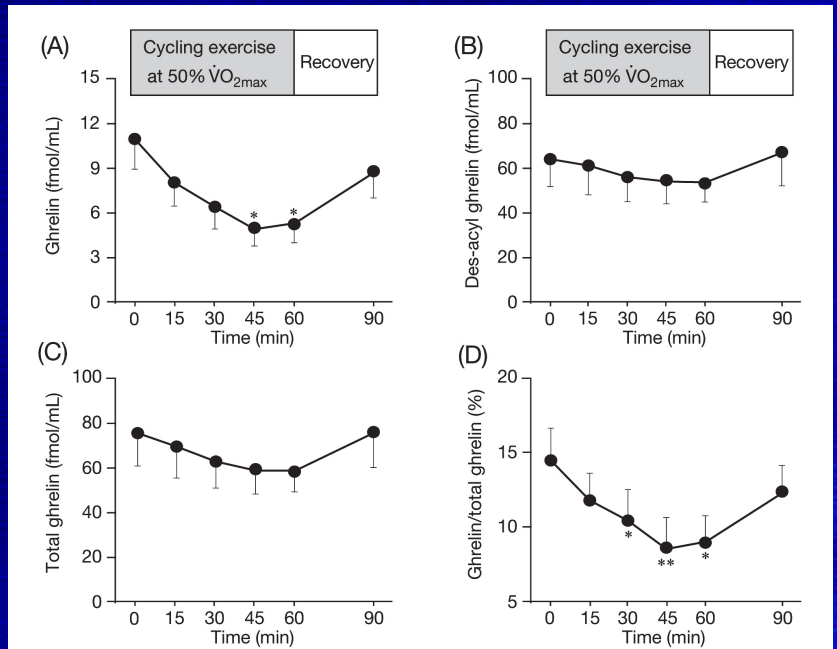 (A)
Cycling exercise
at 50% V̇O2max
Recovery
Ghrelin (fmol/mL)
15
12
9
6
3
0
*
*
0 15 30 45 60 90
Time (min)
(B)
Cycling exercise
at 50% V̇O2max
Recovery
Des-acyl ghrelin (fmol/mL)
100
80
60
40
20
0
0 15 30 45 60 90
Time (min)
(C)
Total ghrelin (fmol/mL)
100
80
60
40
20
0
0 15 30 45 60 90
Time (min)
(D)
Ghrelin/total ghrelin (%)
20
15
10
5
*
**
*
0 15 30 45 60 90
Time (min)